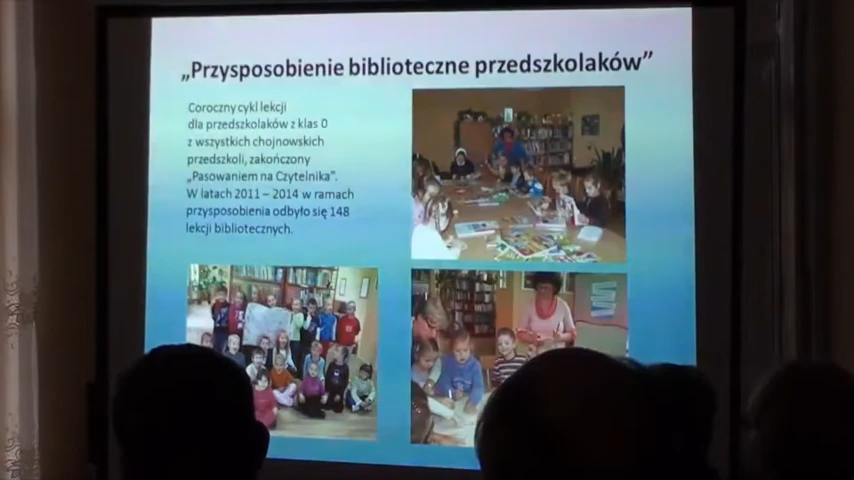 „Przysposobienie biblioteczne przedszkolaków”
Coroczny cykl lekcji
dla przedszkolaków z klas 0
z wszystkich chojnowskich
przedszkoli, zakończony
„Pasowaniem na Czytelnika”.
W latach 2011 – 2014 w ramach
przysposobienia odbyło się 148
lekcji bibliotecznych.